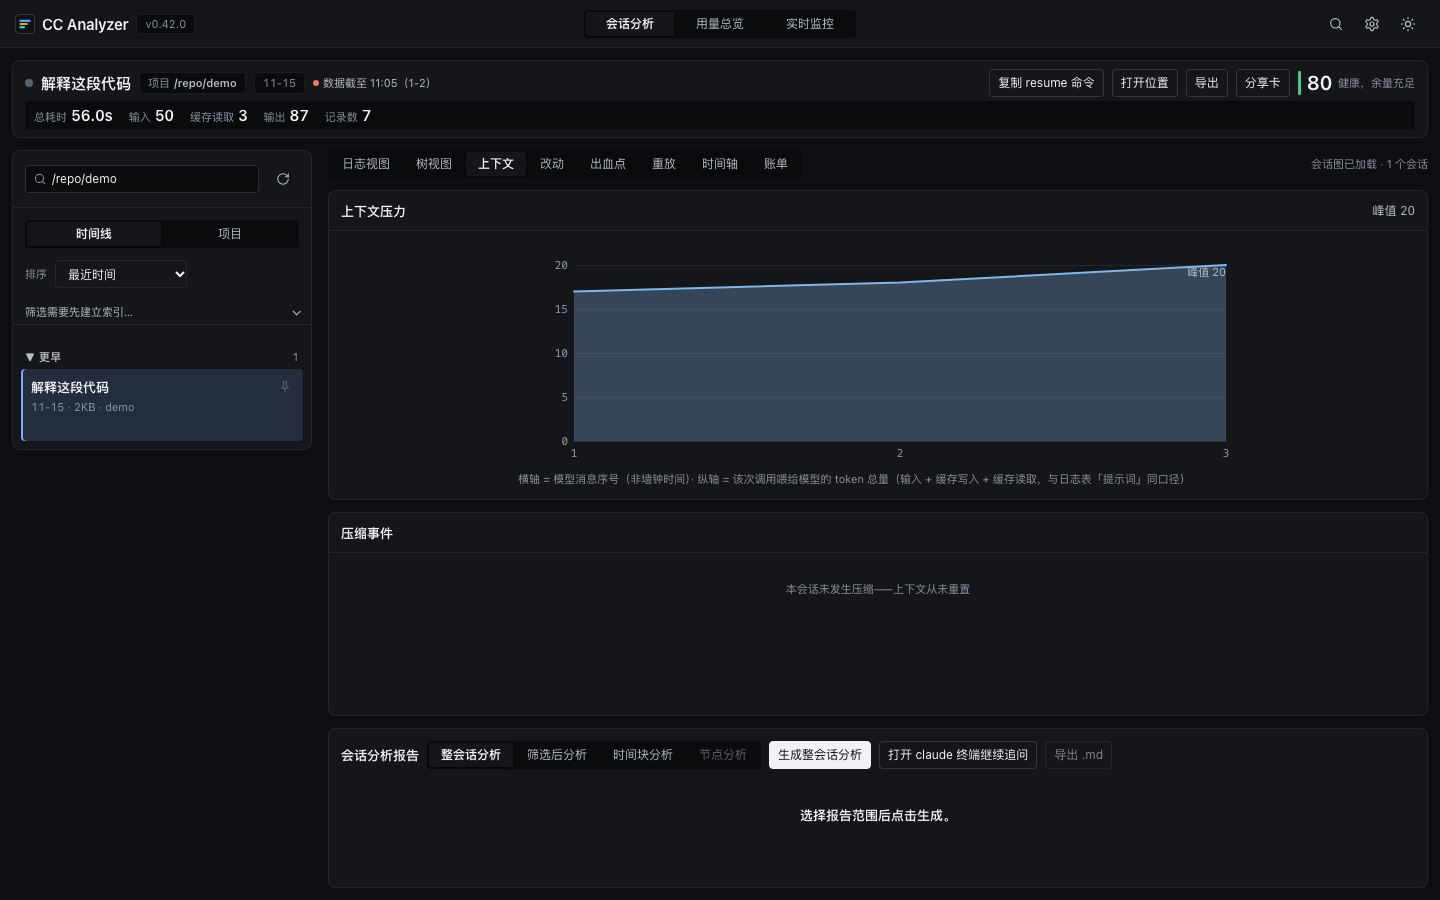 CC Analyzer v0.42.0 会话分析 用量总览 实时监控
解释这段代码 项目 /repo/demo 11-15 数据截至 11:05（1-2） 复制 resume 命令 打开位置 导出 分享卡 80 健康，余量充足
总耗时 56.0s 输入 50 缓存读取 3 输出 87 记录数 7
/repo/demo
时间线 项目
排序 最近时间
筛选需要先建立索引...
▼ 更早 1
解释这段代码
11-15 · 2KB · demo
日志视图 树视图 上下文 改动 出血点 重放 时间轴 账单 会话图已加载 · 1 个会话
上下文压力 峰值 20
20
峰值 20
15
10
5
0
1 2 3
横轴 = 模型消息序号（非墙钟时间）· 纵轴 = 该次调用喂给模型的 token 总量（输入 + 缓存写入 + 缓存读取，与日志表「提示词」同口径）
压缩事件
本会话未发生压缩——上下文从未重置
会话分析报告 整会话分析 筛选后分析 时间块分析 节点分析 生成整会话分析 打开 claude 终端继续追问 导出 .md
选择报告范围后点击生成。